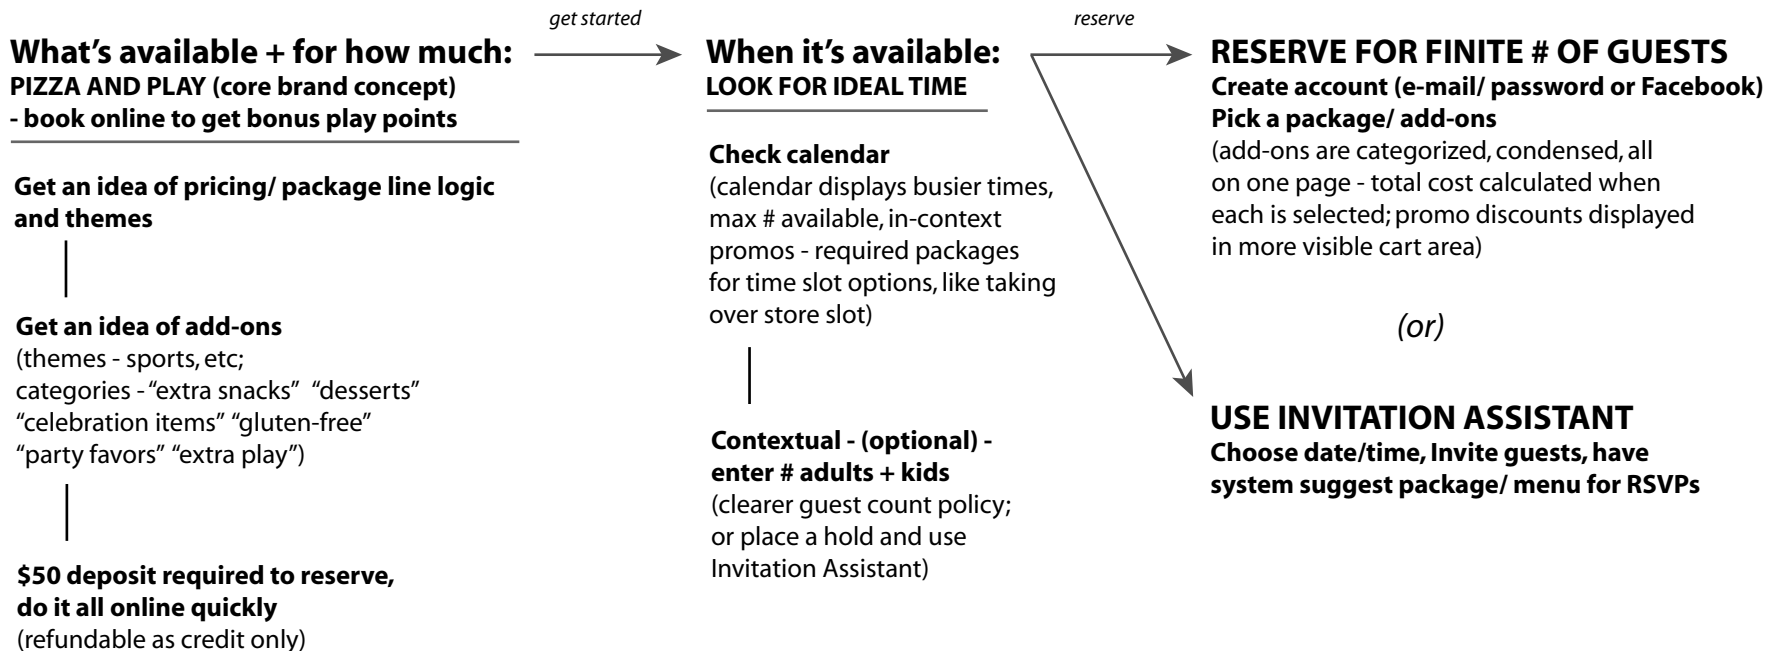 get started
reserve
What’s available + for how much:
PIZZA AND PLAY (core brand concept)
- book online to get bonus play points
Get an idea of pricing/ package line logic
and themes
Get an idea of add-ons
(themes - sports, etc;
categories - “extra snacks” “desserts”
“celebration items” “gluten-free”
“party favors” “extra play”)
$50 deposit required to reserve,
do it all online quickly
(refundable as credit only)
When it’s available:
LOOK FOR IDEAL TIME
Check calendar
(calendar displays busier times,
max # available, in-context
promos - required packages
for time slot options, like taking
over store slot)
Contextual - (optional) -
enter # adults + kids
(clearer guest count policy;
or place a hold and use
Invitation Assistant)
RESERVE FOR FINITE # OF GUESTS
Create account (e-mail/ password or Facebook)
Pick a package/ add-ons
(add-ons are categorized, condensed, all
on one page - total cost calculated when
each is selected; promo discounts displayed
in more visible cart area)
(or)
USE INVITATION ASSISTANT
Choose date/time, Invite guests, have
system suggest package/ menu for RSVPs